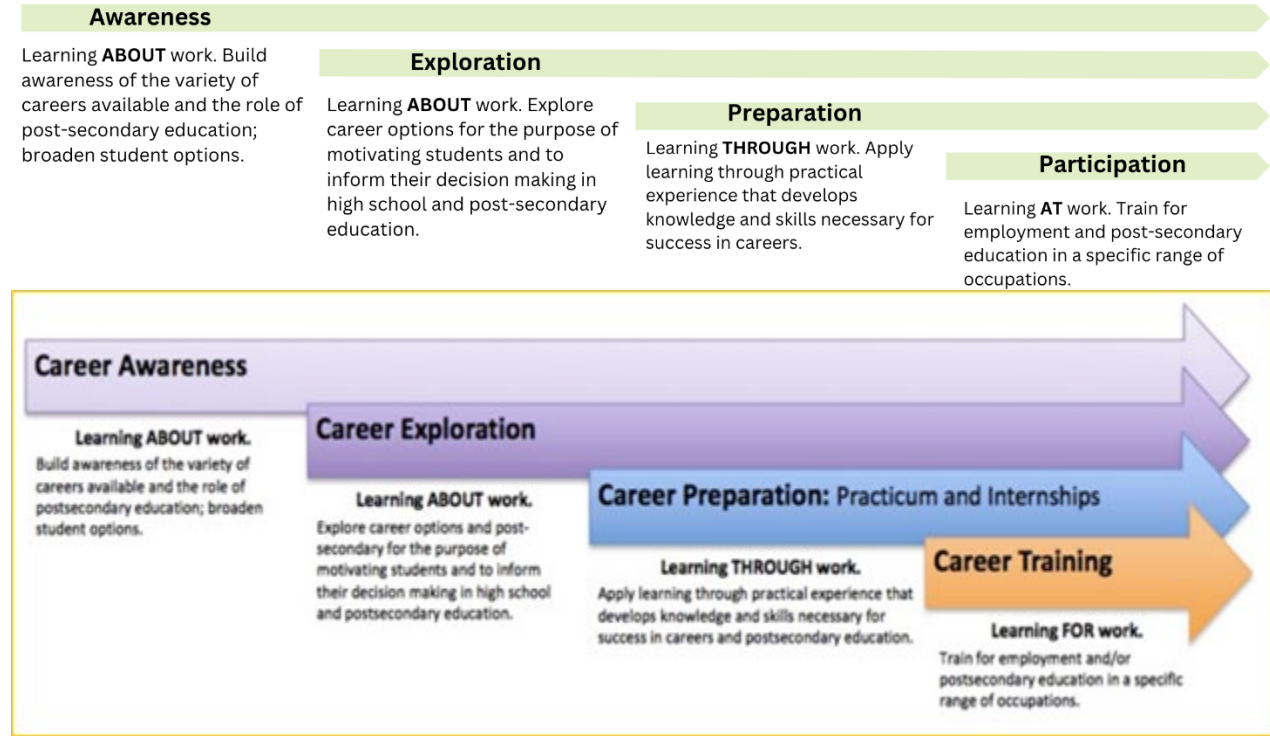 Awareness
Learning ABOUT work. Build
awareness of the variety of
careers available and the role of
post-secondary education;
broaden student options.
Exploration
Learning ABOUT work. Explore
career options for the purpose of
motivating students and to
inform their decision making in
high school and post-secondary
education.
Preparation
Learning THROUGH work. Apply
learning through practical
experience that develops
knowledge and skills necessary for
success in careers.
Participation
Learning AT work. Train for
employment and post-secondary
education in a specific range of
occupations.
Career Awareness
Learning ABOUT work.
Build awareness of the variety of
careers available and the role of
postsecondary education; broaden
student options.
Career Exploration
Learning ABOUT work.
Explore career options and post-
secondary for the purpose of
motivating students and to inform
their decision making in high school
and postsecondary education.
Career Preparation: Practicum and Internships
Learning THROUGH work.
Apply learning through practical experience that
develops knowledge and skills necessary for
success in careers and postsecondary education.
Career Training
Learning FOR work.
Train for employment and/or
postsecondary education in a specific
range of occupations.